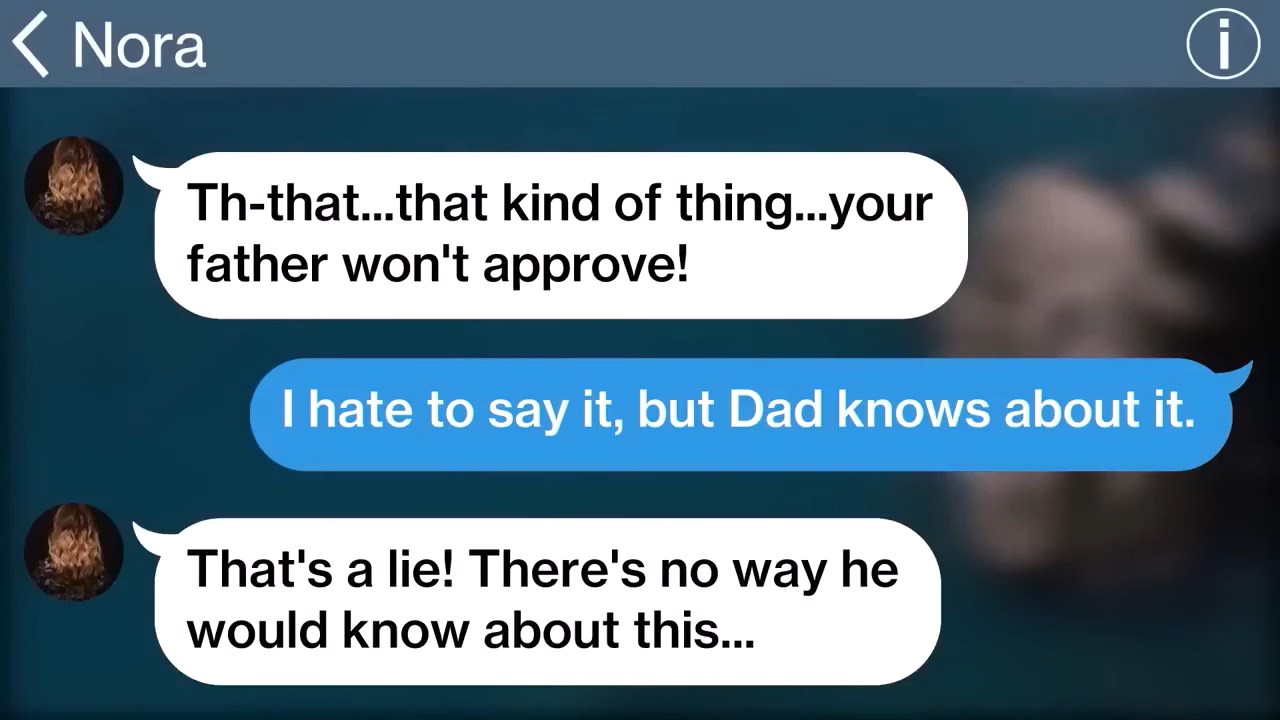 Nora
Th-that...that kind of thing...your
father won't approve!
I hate to say it, but Dad knows about it.
That's a lie! There's no way he
would know about this...